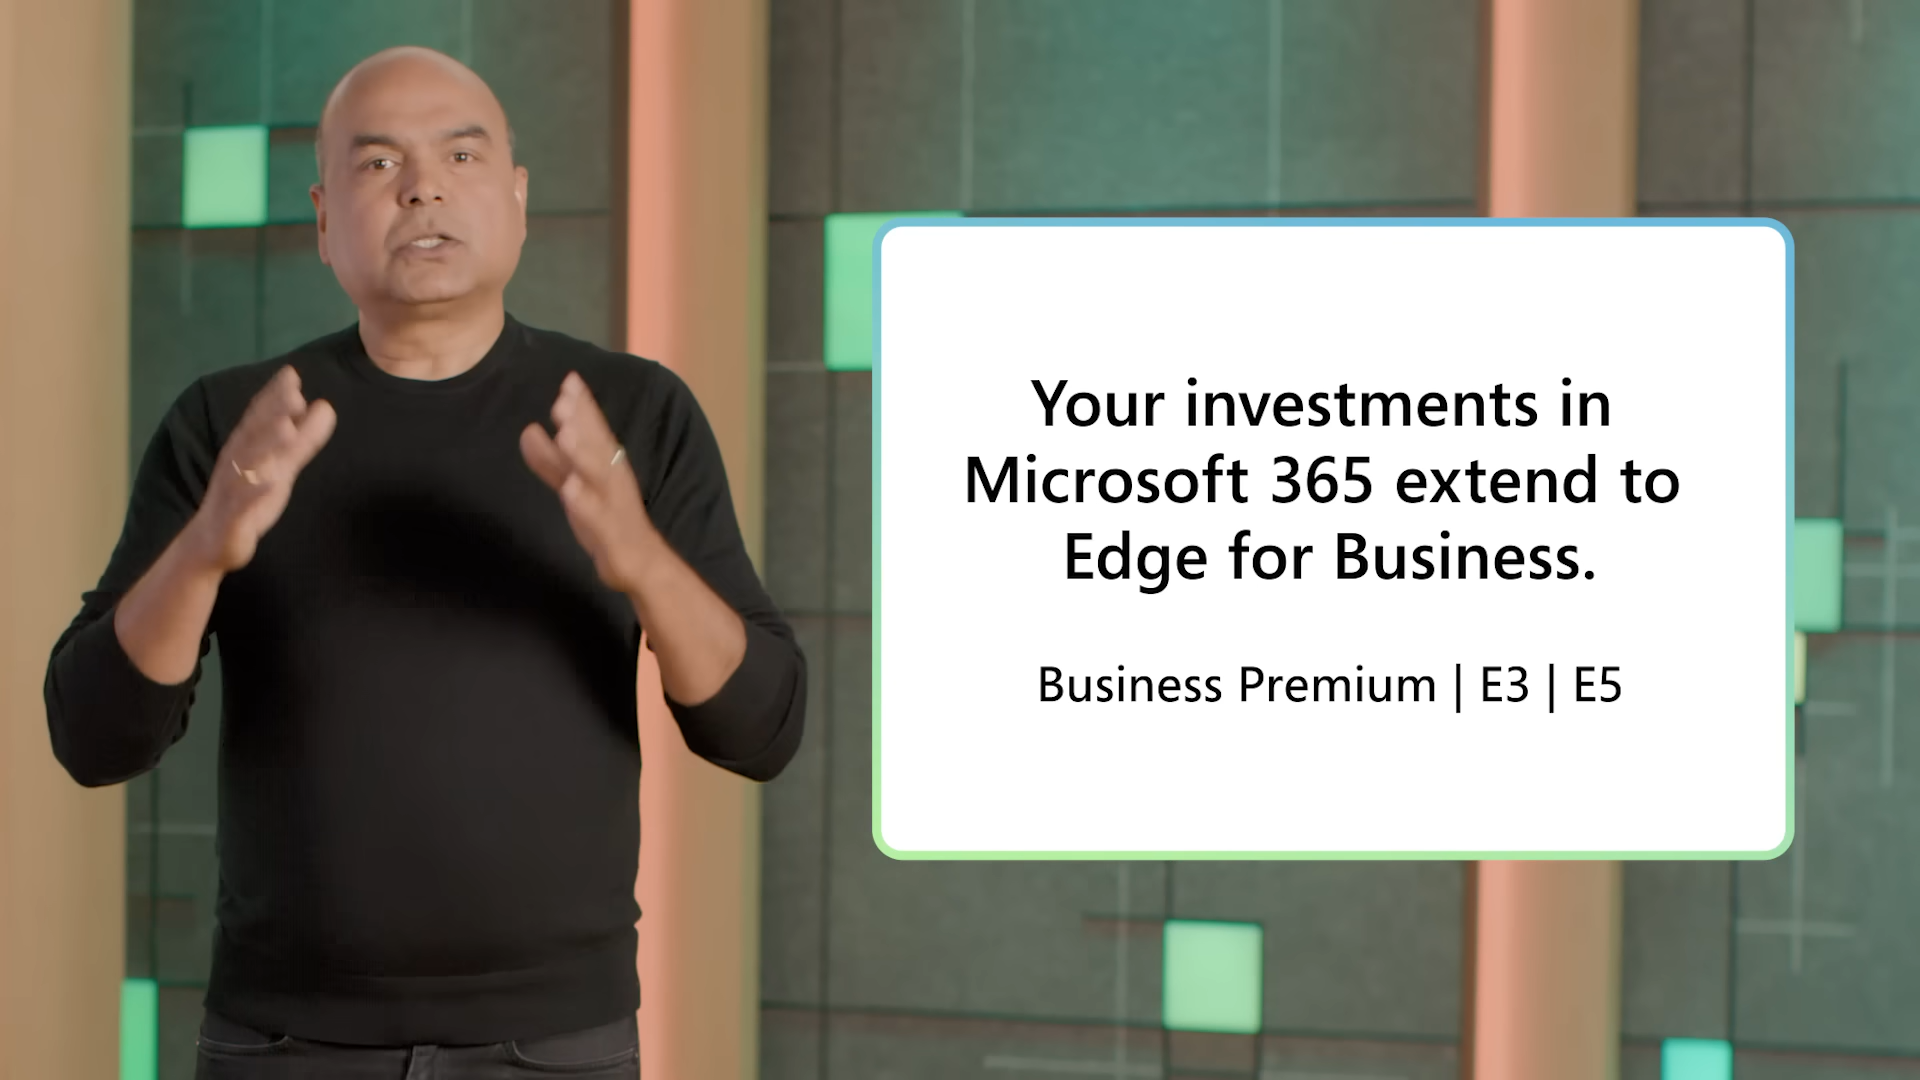 Your investments in
Microsoft 365 extend to
Edge for Business.
Business Premium | E3 | E5